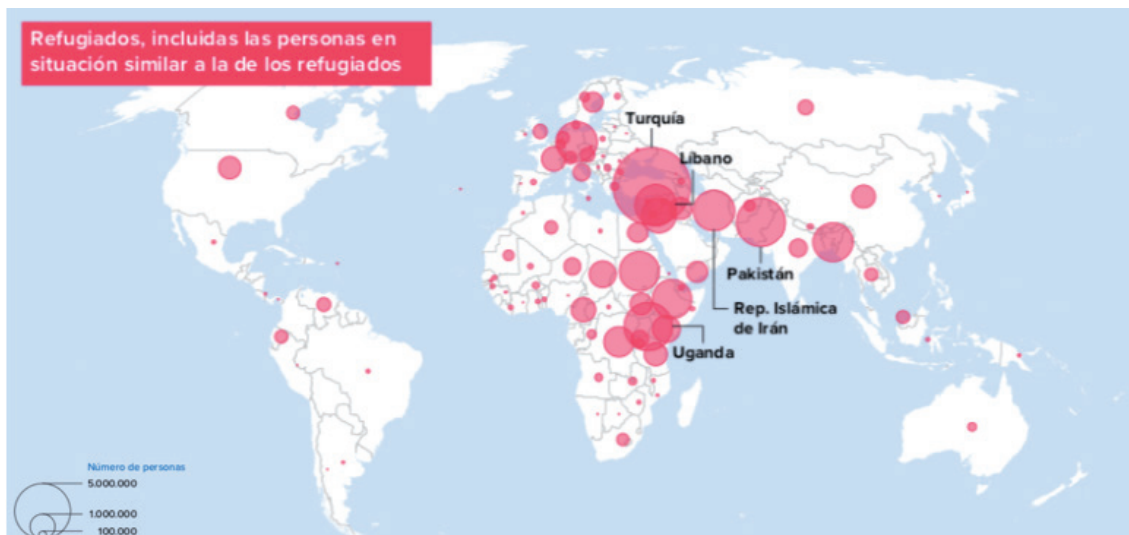 Refugiados, incluidas las personas en
situación similar a la de los refugiados
Turquía
Líbano
Pakistán
Rep. Islámica
de Irán
Uganda
Número de personas
5.000.000
1.000.000
100.000